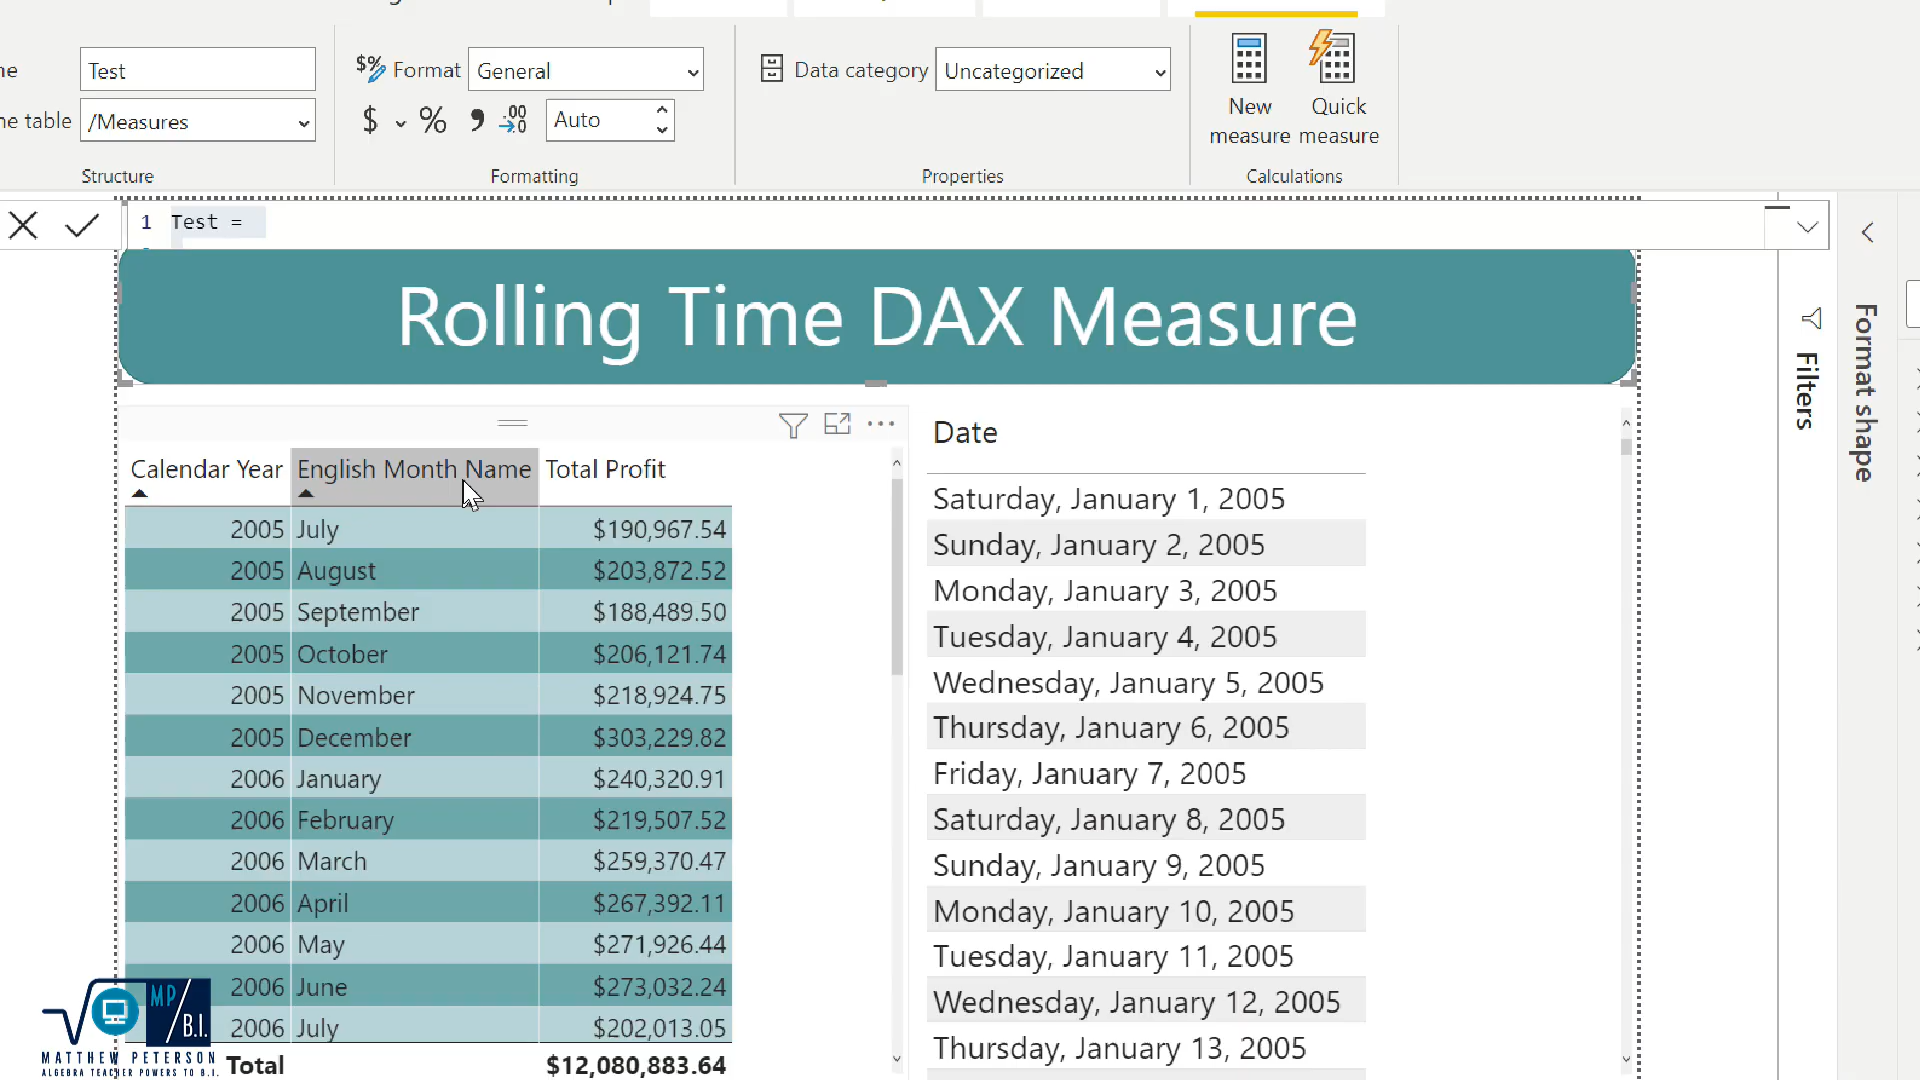 ne
Test
Format
General
Data category
Uncategorized
New measure
Quick measure
ne table
/Measures
$
%
Auto
Structure
Formatting
Properties
Calculations
1 Test =
Rolling Time DAX Measure
Filters
Format shape
Calendar Year English Month Name Total Profit
2005 July $190,967.54
2005 August $203,872.52
2005 September $188,489.50
2005 October $206,121.74
2005 November $218,924.75
2005 December $303,229.82
2006 January $240,320.91
2006 February $219,507.52
2006 March $259,370.47
2006 April $267,392.11
2006 May $271,926.44
2006 June $273,032.24
2006 July $202,013.05
Total $12,080,883.64
Date
Saturday, January 1, 2005
Sunday, January 2, 2005
Monday, January 3, 2005
Tuesday, January 4, 2005
Wednesday, January 5, 2005
Thursday, January 6, 2005
Friday, January 7, 2005
Saturday, January 8, 2005
Sunday, January 9, 2005
Monday, January 10, 2005
Tuesday, January 11, 2005
Wednesday, January 12, 2005
Thursday, January 13, 2005
MP
B.I.
MATTHEW PETERSON
ALGEBRA TEACHER POWERS TO B.I.